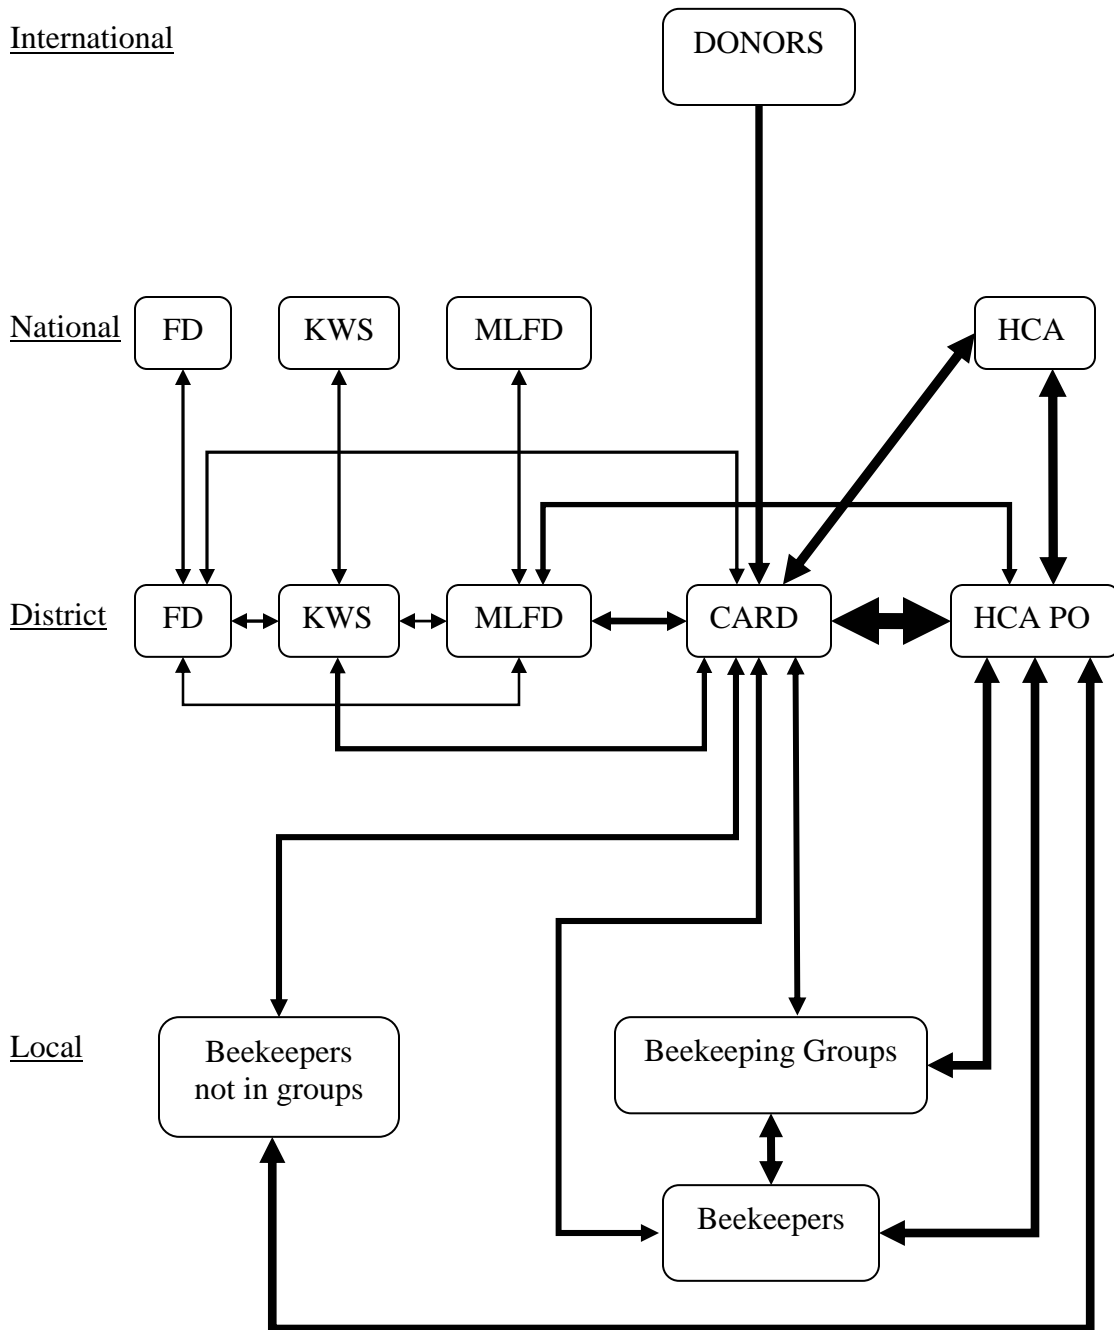 International
DONORS
National
FD
KWS
MLFD
HCA
District
FD
KWS
MLFD
CARD
HCA PO
Local
Beekeepers
not in groups
Beekeeping Groups
Beekeepers